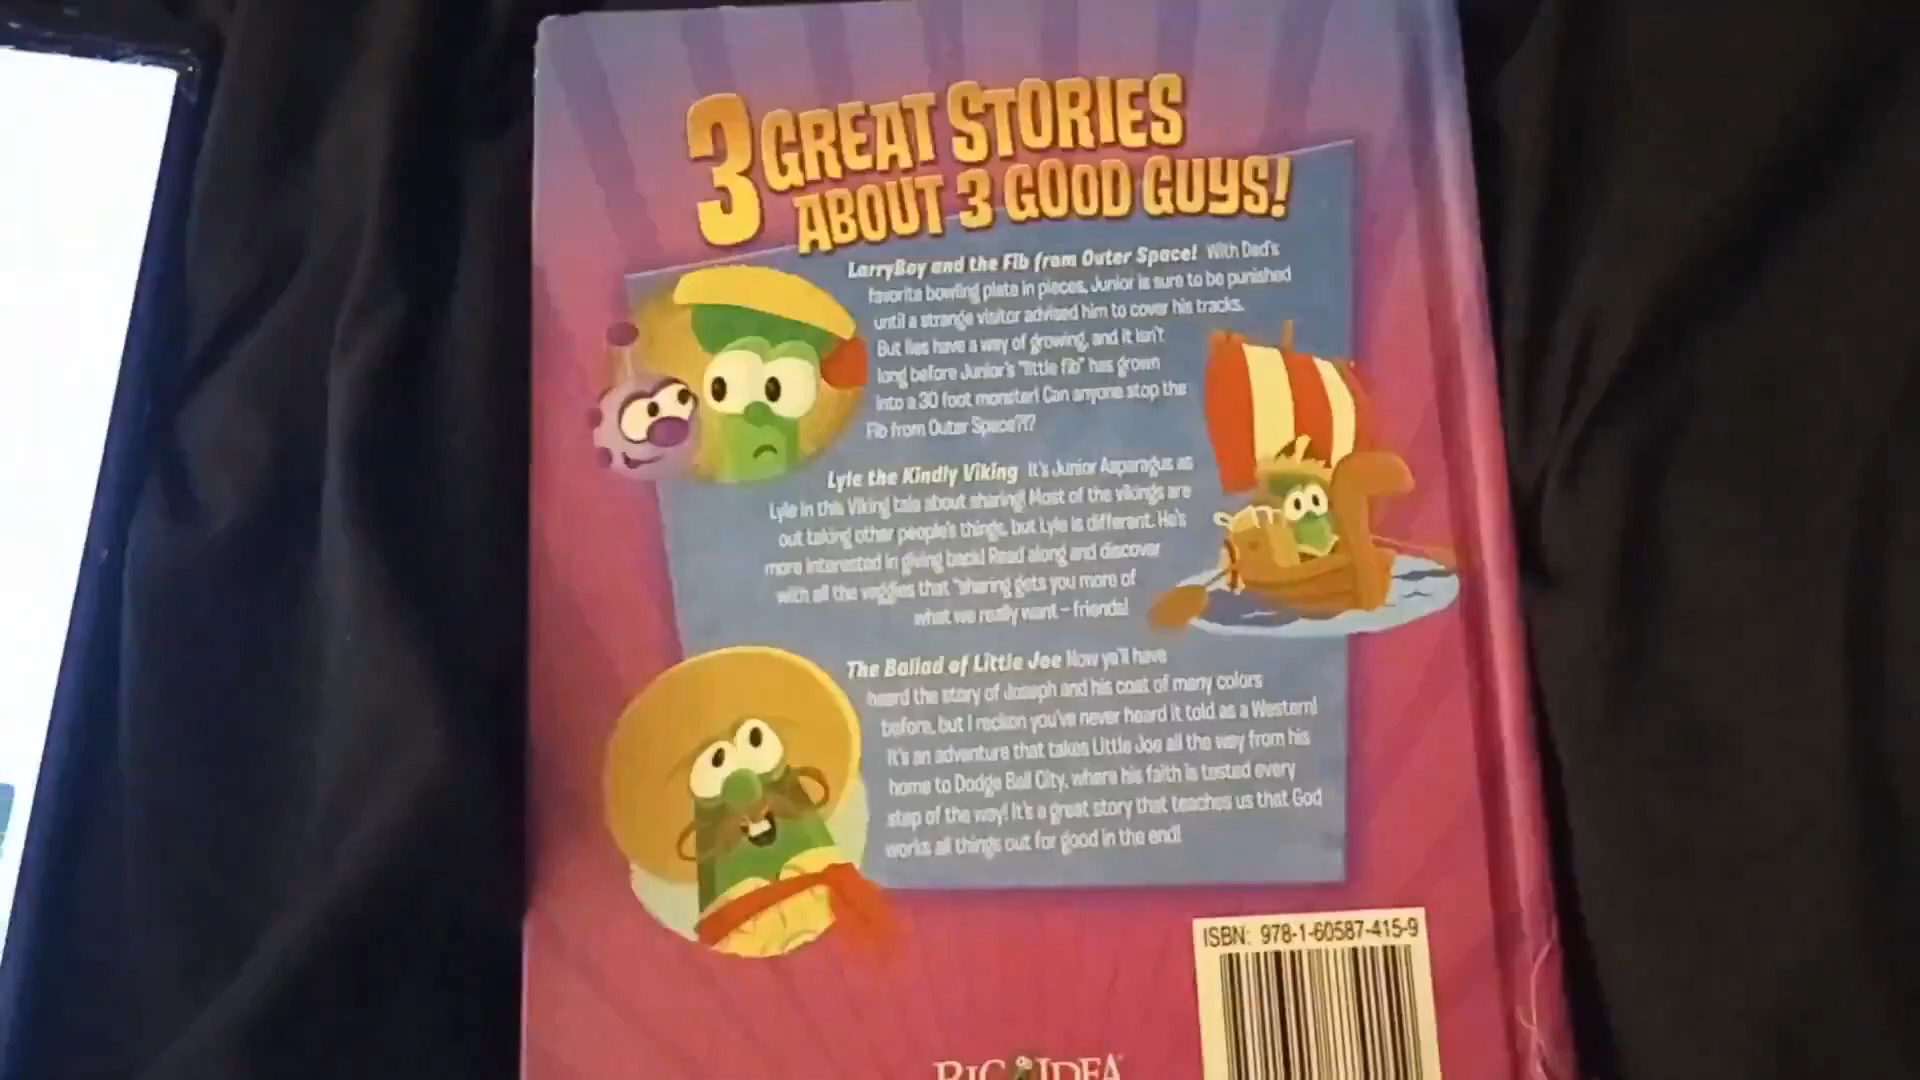 3 GREAT STORIES
ABOUT 3 GOOD GUYS!
LarryBoy and the Fib from Outer Space! With Dad's
favorite bowling plate in pieces, Junior is sure to be punished
until a strange visitor advised him to cover his tracks.
But lies have a way of growing, and it isn't
long before Junior's "little fib" has grown
into a 30 foot monster! Can anyone stop the
Fib from Outer Space?!?
Lyle the Kindly Viking It's Junior Asparagus as
Lyle in this Viking tale about sharing! Most of the vikings are
out taking other people's things, but Lyle is different. He's
more interested in giving back! Read along and discover
with all the veggies that "sharing gets you more of
what we really want – friends!
The Ballad of Little Joe Now ya'll have
heard the story of Joseph and his coat of many colors
before, but I reckon you've never heard it told as a Western!
It's an adventure that takes Little Joe all the way from his
home to Dodge Ball City, where his faith is tested every
step of the way! It's a great story that teaches us that God
works all things out for good in the end!
ISBN: 978-1-60587-415-9
BIG IDEA